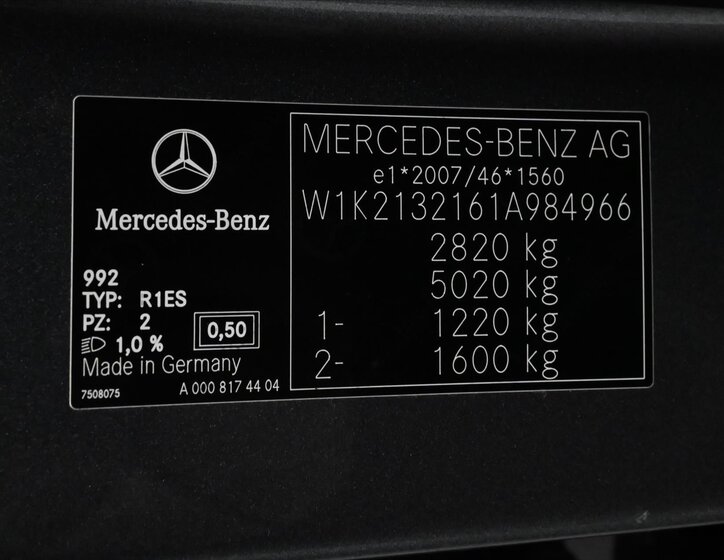 Mercedes-Benz
992
TYP: R1ES
PZ: 2
1,0 %
0,50
Made in Germany
7508075 A 000 817 44 04
MERCEDES-BENZ AG
e1*2007/46*1560
W1K2132161A984966
2820 kg
5020 kg
1- 1220 kg
2- 1600 kg